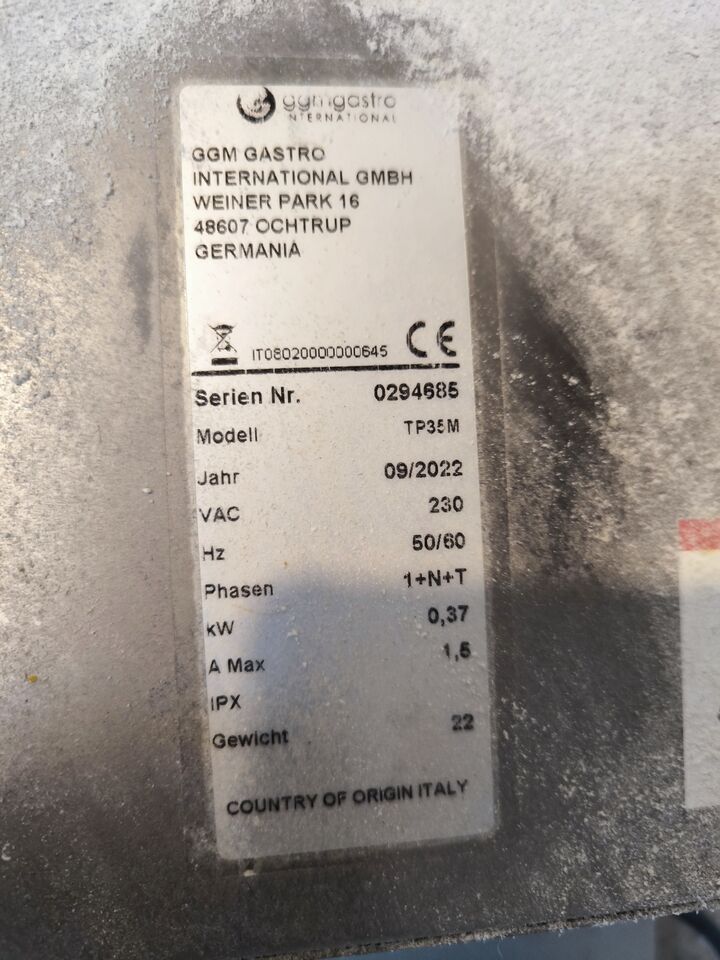 ggmgastro
INTERNATIONAL
GGM GASTRO
INTERNATIONAL GMBH
WEINER PARK 16
48607 OCHTRUP
GERMANIA
IT08020000000645 CE
Serien Nr. 0294685
Modell TP35M
Jahr 09/2022
VAC 230
Hz 50/60
Phasen 1+N+T
kW 0,37
A Max 1,5
IPX
Gewicht 22
COUNTRY OF ORIGIN ITALY